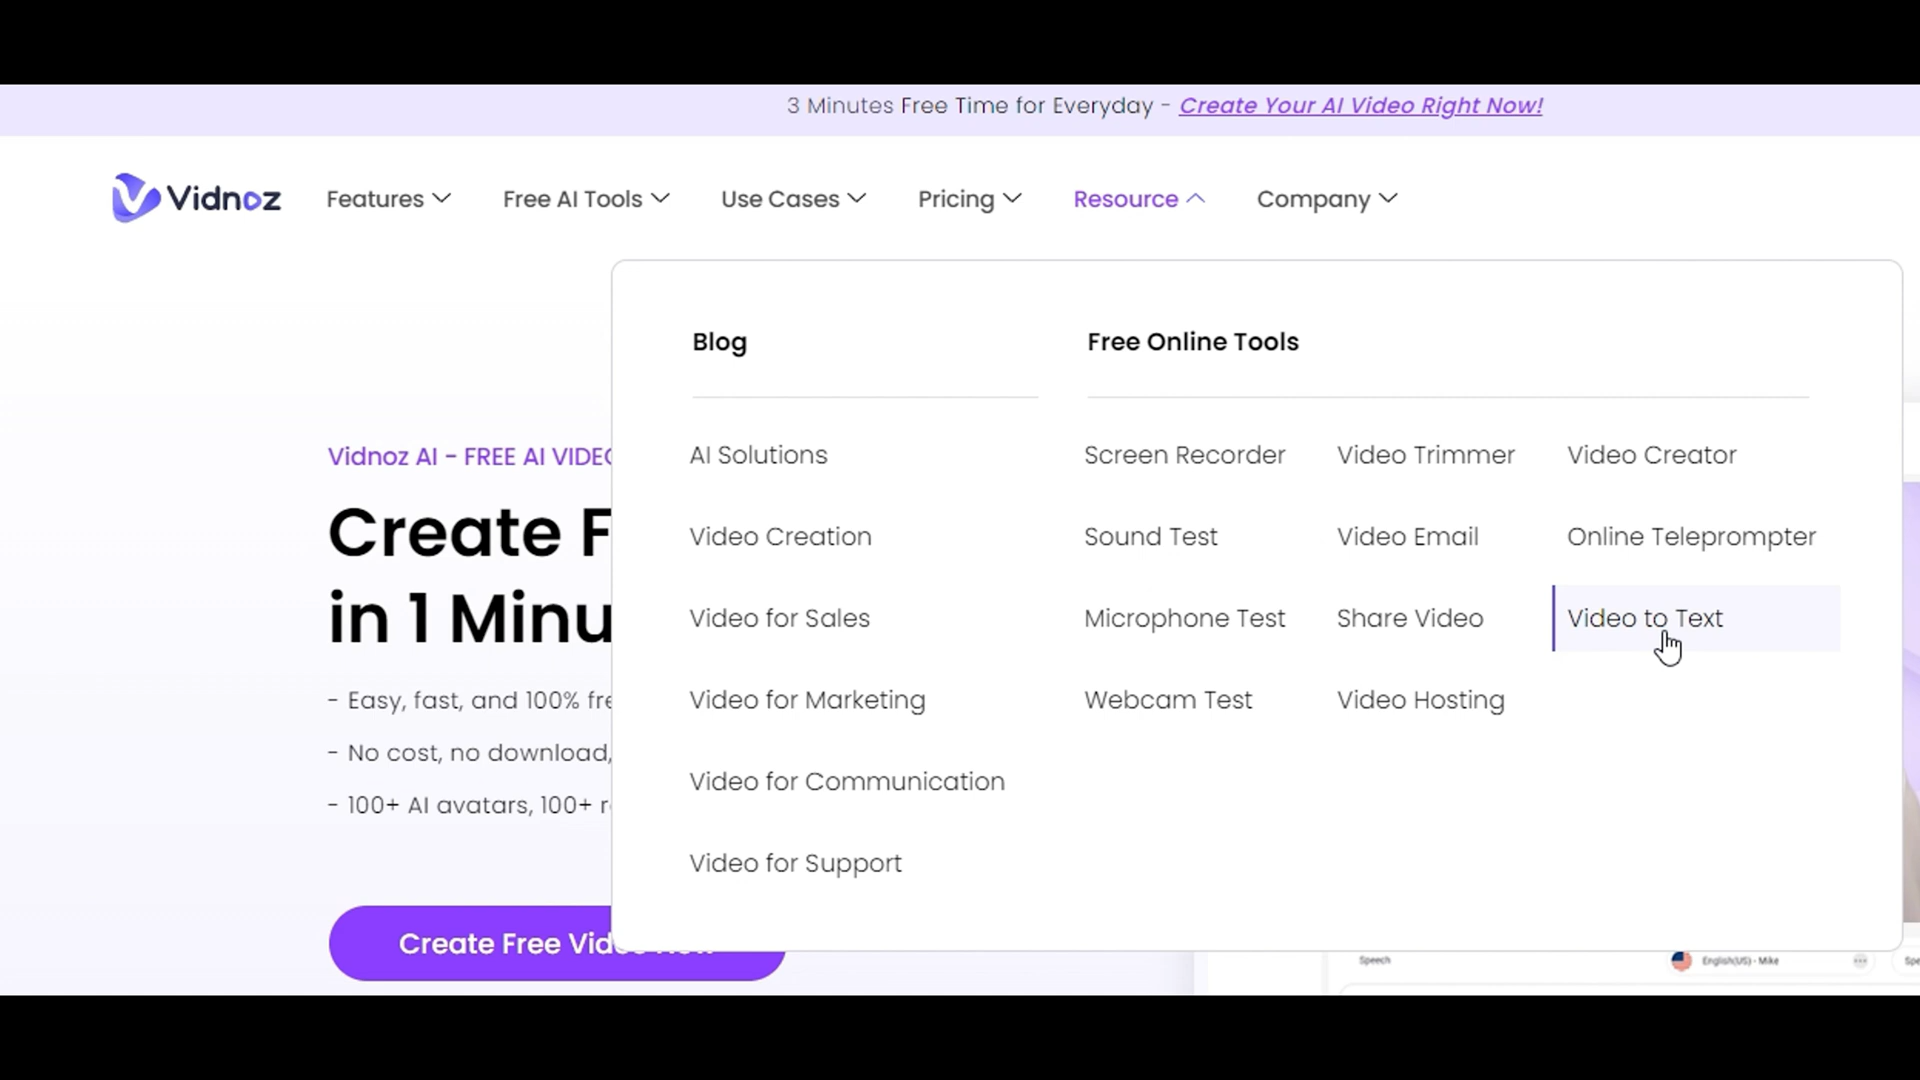 3 Minutes Free Time for Everyday - Create Your AI Video Right Now!
Vidnoz
Features
Free AI Tools
Use Cases
Pricing
Resource
Company
Blog
Free Online Tools
AI Solutions
Screen Recorder
Video Trimmer
Video Creator
Video Creation
Sound Test
Video Email
Online Teleprompter
Video for Sales
Microphone Test
Share Video
Video to Text
Video for Marketing
Webcam Test
Video Hosting
Video for Communication
Video for Support
Vidnoz AI - FREE AI
Create
in 1
- Easy, fast, and 100%
- No cost, no download,
- 100+ AI avatars, 100+
Create Free
Speech
English(US) - Mike